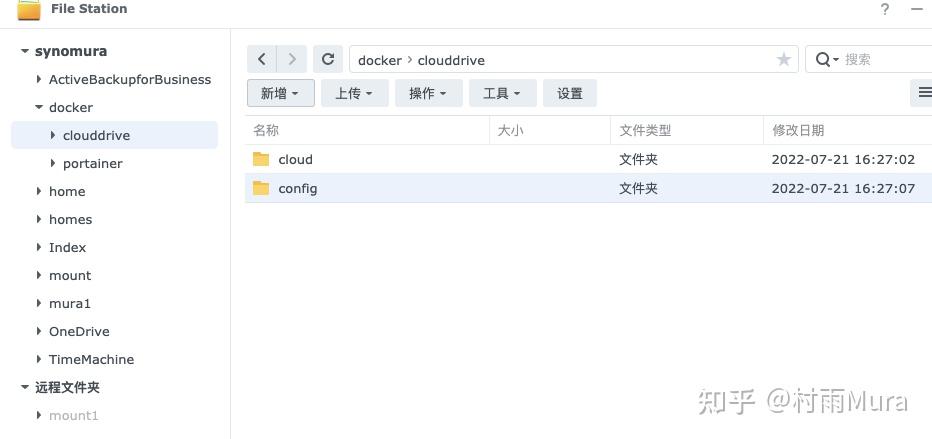 File Station
synomura
ActiveBackupforBusiness
docker
clouddrive
portainer
home
homes
Index
mount
mura1
OneDrive
TimeMachine
远程文件夹
mount1
docker › clouddrive
搜索
新增
上传
操作
工具
设置
名称 大小 文件类型 修改日期
cloud 文件夹 2022-07-21 16:27:02
config 文件夹 2022-07-21 16:27:07
知乎 @村雨Mura